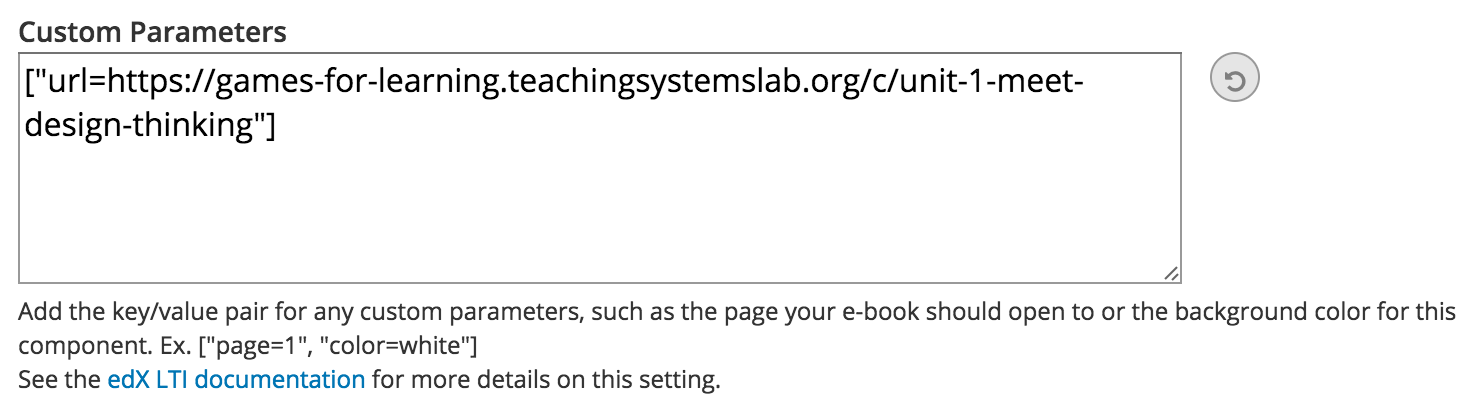 Custom Parameters
["url=https://games-for-learning.teachingsystemslab.org/c/unit-1-meet-
design-thinking"]
Add the key/value pair for any custom parameters, such as the page your e-book should open to or the background color for this
component. Ex. ["page=1", "color=white"]
See the edX LTI documentation for more details on this setting.